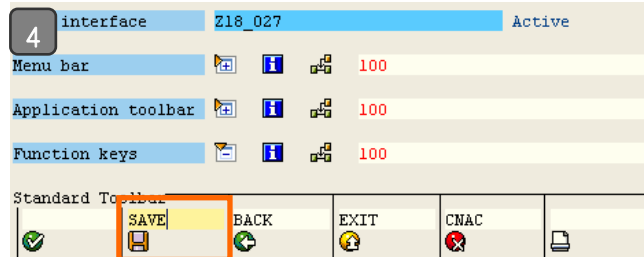 4
interface Z18_027 Active
Menu bar 100
Application toolbar 100
Function keys 100
Standard Toolbar
SAVE BACK EXIT CNAC